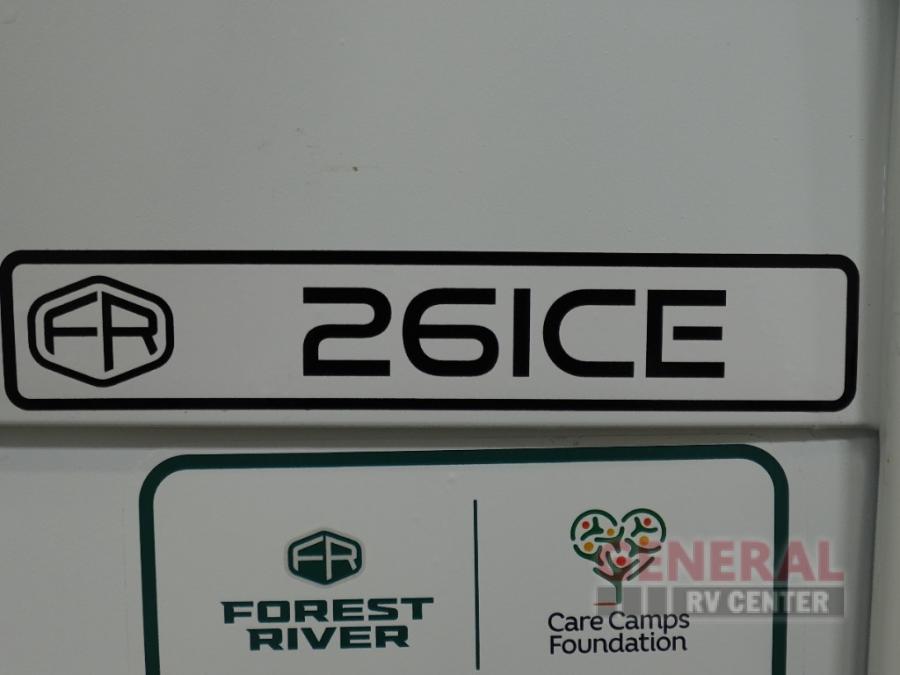 FR 26ICE
FR
FOREST
RIVER
Care Camps
Foundation
GENERAL
RV CENTER